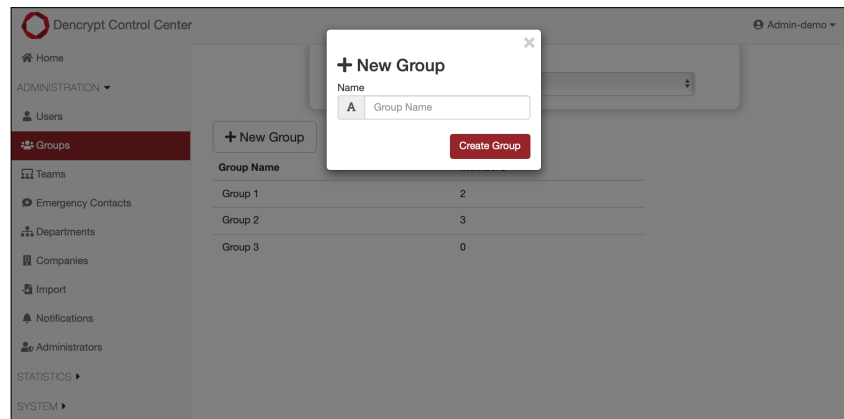 Dencrypt Control Center
Admin-demo
Home
ADMINISTRATION
Users
Groups
Teams
Emergency Contacts
Departments
Companies
Import
Notifications
Administrators
STATISTICS
SYSTEM
New Group
Name
A
Group Name
Create Group
New Group
Group Name Members
Group 1 2
Group 2 3
Group 3 0